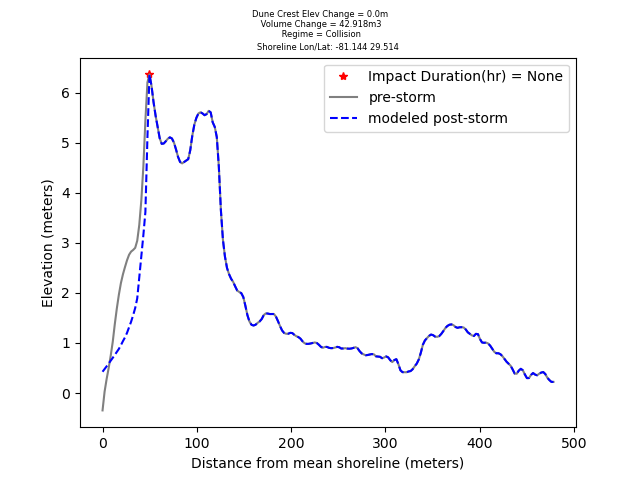 Dune Crest Elev Change = 0.0m
Volume Change = 42.918m3
Regime = Collision
Shoreline Lon/Lat: -81.144 29.514
Impact Duration(hr) = None
pre-storm
modeled post-storm
Elevation (meters)
6
5
4
3
2
1
0
0 100 200 300 400 500
Distance from mean shoreline (meters)